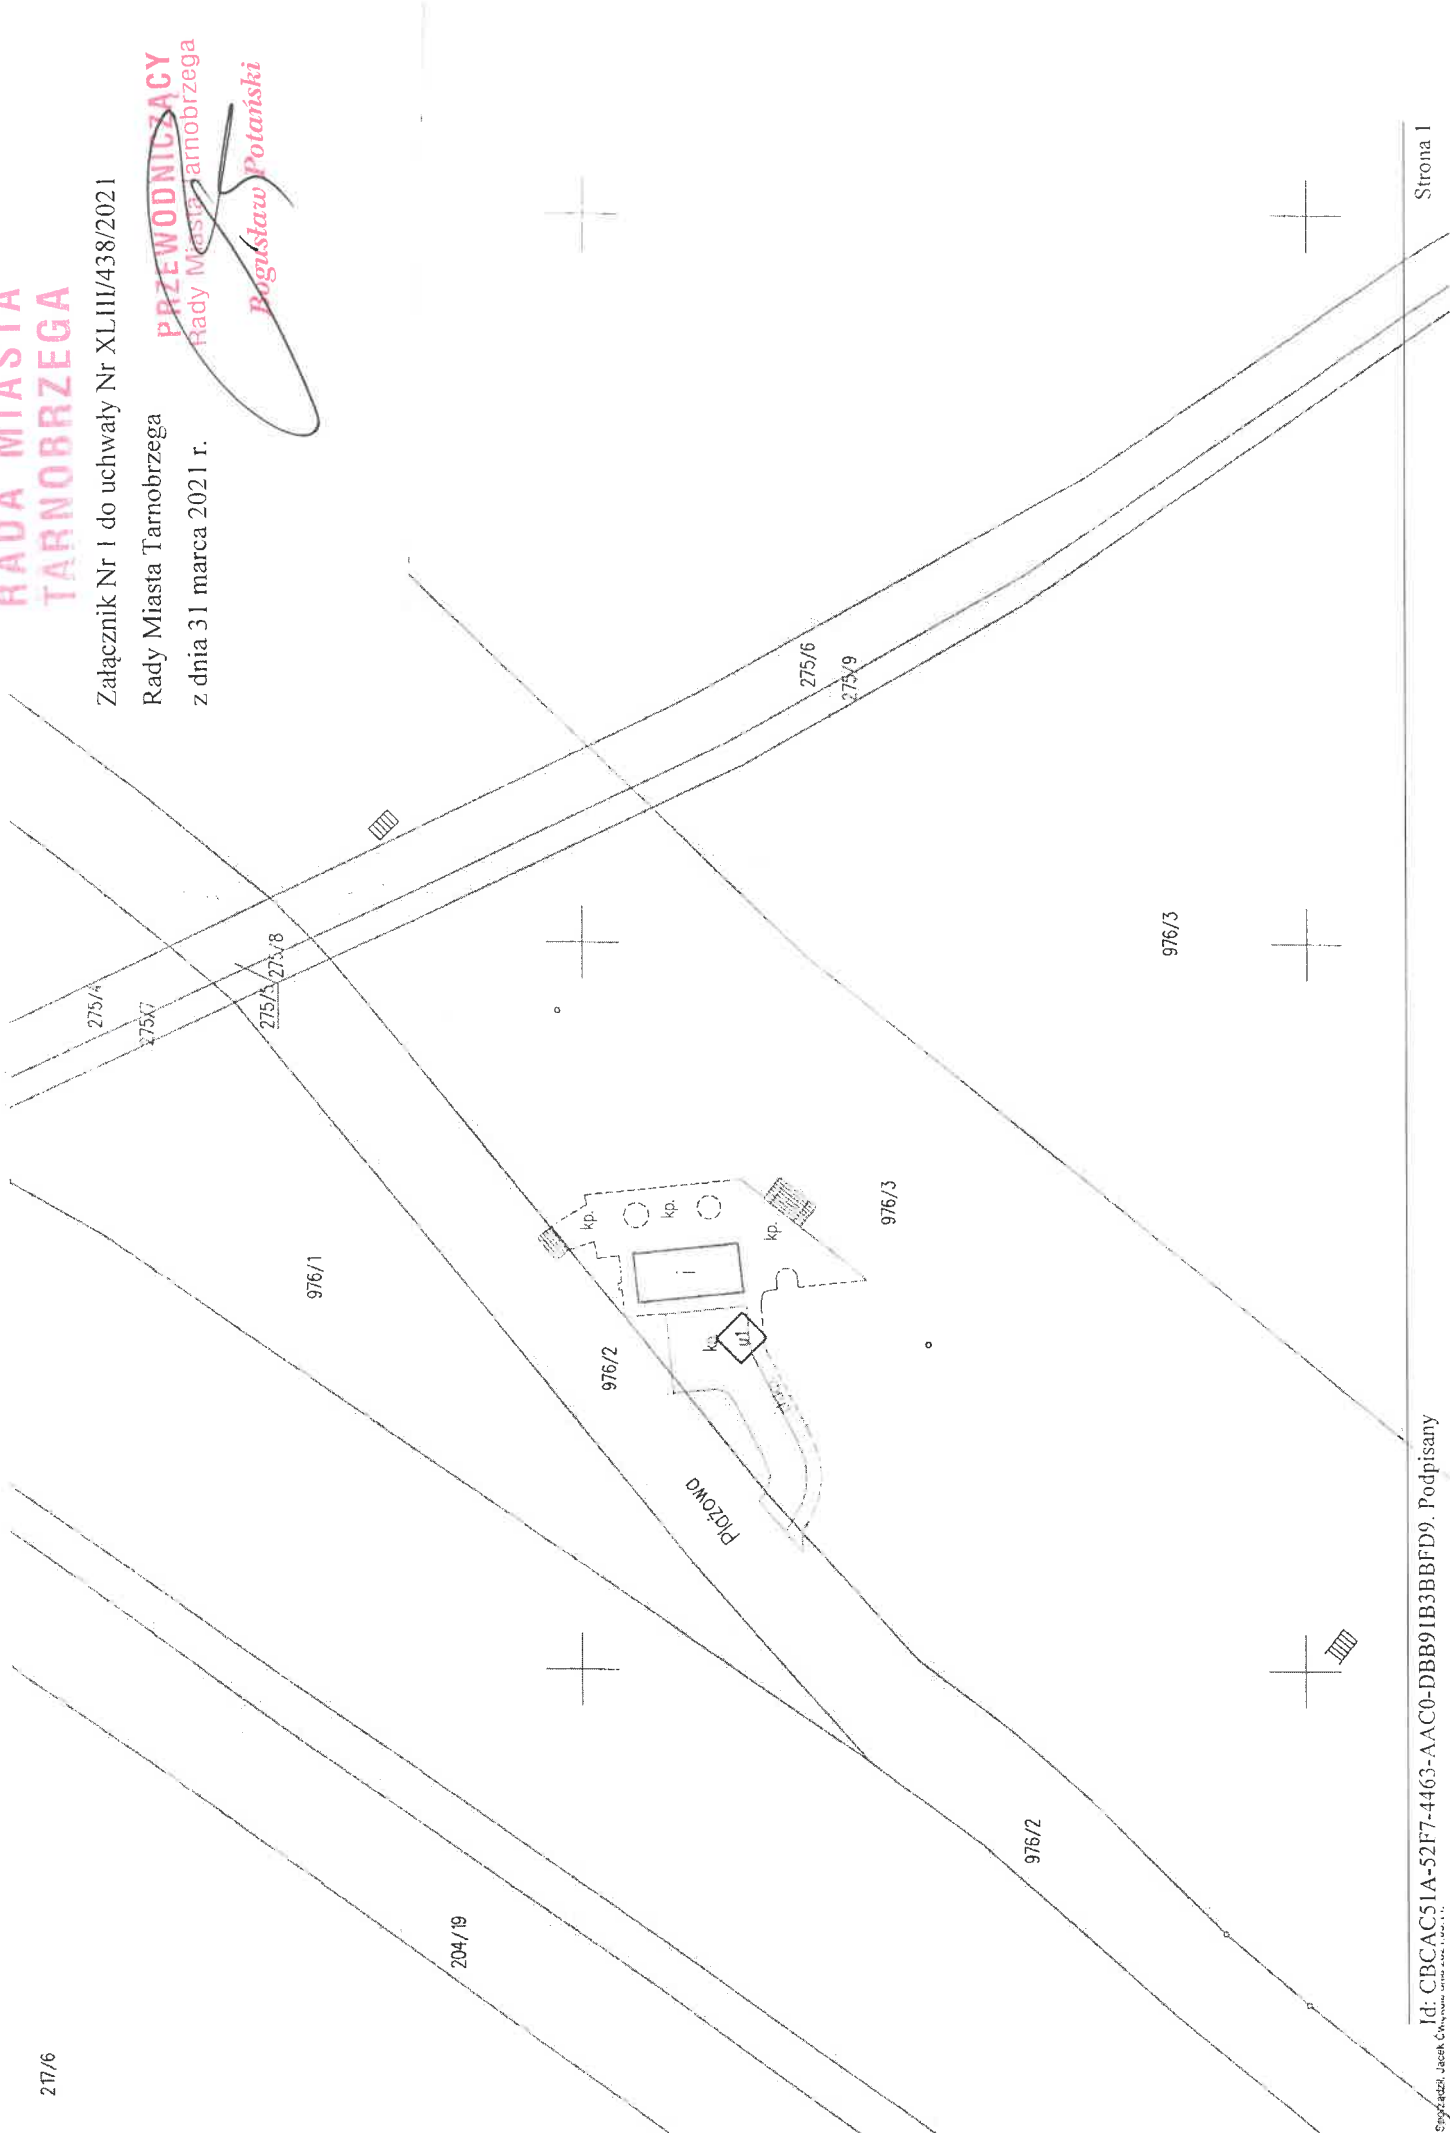 RADA MIASTA
TARNOBRZEGA
Załącznik Nr 1 do uchwały Nr XLIII/438/2021
Rady Miasta Tarnobrzega
z dnia 31 marca 2021 r.
PRZEWODNICZĄCY
Rady Miasta Tarnobrzega
Bogusław Potański
217/6
204/19
976/1
275/4
275/7
275/5
275/8
275/6
275/9
976/2
Plażowa
kp.
kp.
kp.
i
u1
976/3
976/3
976/2
Id: CBCAC51A-52F7-4463-AAC0-DBB91B3BBFD9. Podpisany
Strona 1
Sporządził: Jacek